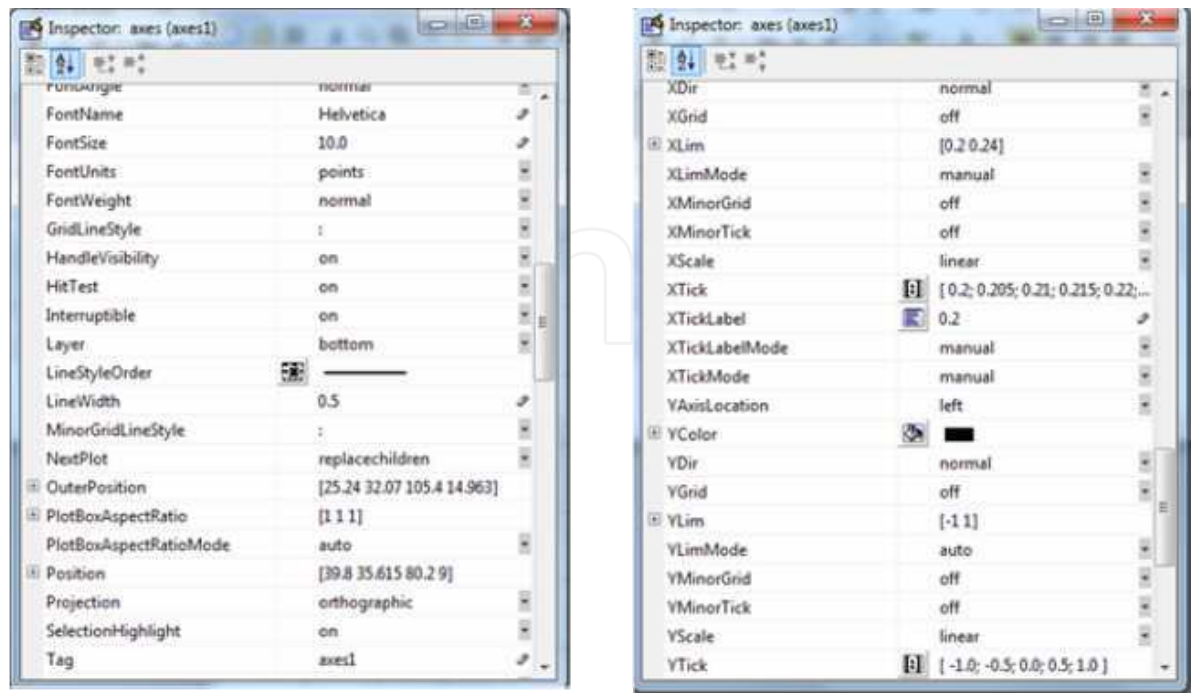 Inspector: axes (axes1)
FontAngle normal
FontName Helvetica
FontSize 10.0
FontUnits points
FontWeight normal
GridLineStyle :
HandleVisibility on
HitTest on
Interruptible on
Layer bottom
LineStyleOrder
LineWidth 0.5
MinorGridLineStyle :
NextPlot replacechildren
OuterPosition [25.24 32.07 105.4 14.963]
PlotBoxAspectRatio [1 1 1]
PlotBoxAspectRatioMode auto
Position [39.8 35.615 80.2 9]
Projection orthographic
SelectionHighlight on
Tag axes1
Inspector: axes (axes1)
XDir normal
XGrid off
XLim [0.2 0.24]
XLimMode manual
XMinorGrid off
XMinorTick off
XScale linear
XTick [ 0.2; 0.205; 0.21; 0.215; 0.22;...
XTickLabel 0.2
XTickLabelMode manual
XTickMode manual
YAxisLocation left
YColor
YDir normal
YGrid off
YLim [-1 1]
YLimMode auto
YMinorGrid off
YMinorTick off
YScale linear
YTick [ -1.0; -0.5; 0.0; 0.5; 1.0 ]